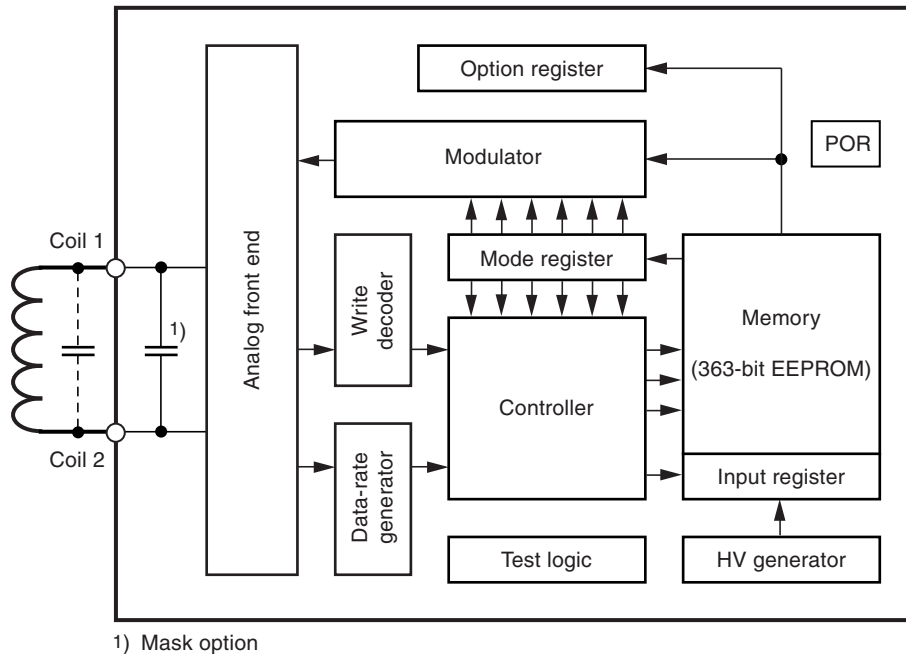 Option register
Modulator
POR
Coil 1
Analog front end
Write
decoder
Mode register
Memory
(363-bit EEPROM)
1)
Controller
Coil 2
Data-rate
generator
Input register
Test logic
HV generator
1) Mask option